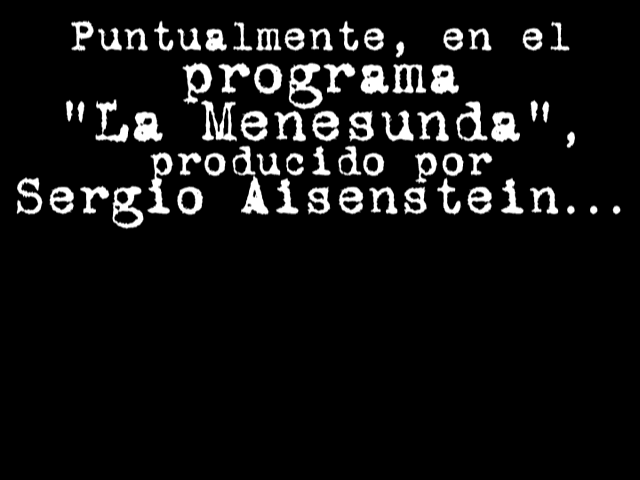 Puntualmente, en el
programa
"La Menesunda",
producido por
Sergio Aisenstein...